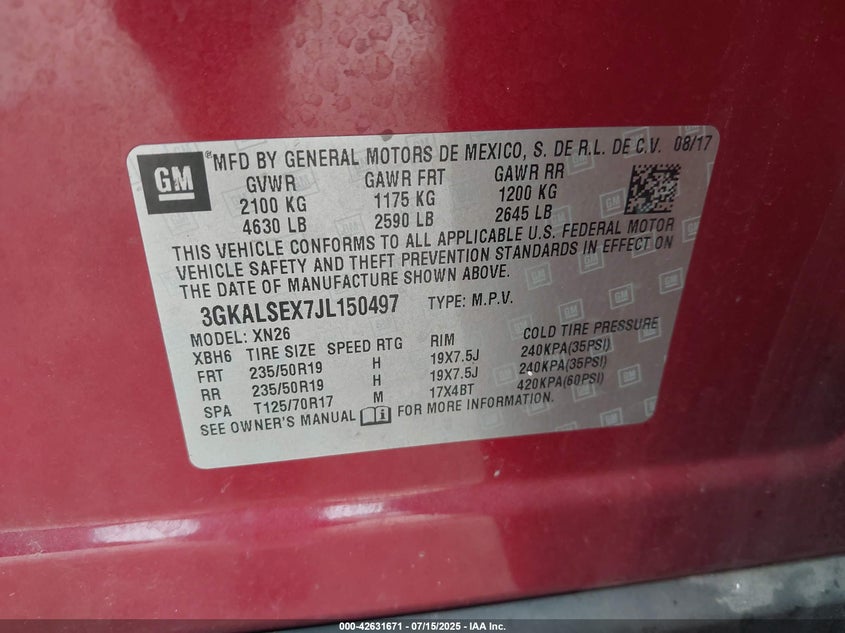 GM ®MFD BY GENERAL MOTORS DE MEXICO, S. DE R.L. DE C.V. 08/17
GVWR GAWR FRT GAWR RR
2100 KG 1175 KG 1200 KG
4630 LB 2590 LB 2645 LB
THIS VEHICLE CONFORMS TO ALL APPLICABLE U.S. FEDERAL MOTOR
VEHICLE SAFETY AND THEFT PREVENTION STANDARDS IN EFFECT ON
THE DATE OF MANUFACTURE SHOWN ABOVE.
3GKALSEX7JL150497 TYPE: M.P.V.
MODEL: XN26
XBH6 TIRE SIZE SPEED RTG RIM COLD TIRE PRESSURE
FRT 235/50R19 H 19X7.5J 240KPA(35PSI)
RR 235/50R19 H 19X7.5J 240KPA(35PSI)
SPA T125/70R17 M 17X4BT 420KPA(60PSI)
SEE OWNER'S MANUAL i FOR MORE INFORMATION.
000-42631671 - 07/15/2025 - IAA Inc.